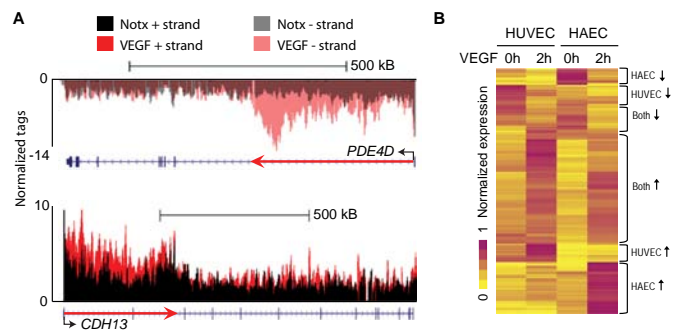 A
Notx + strand
Notx - strand
VEGF + strand
VEGF - strand
500 kB
0
-14
Normalized tags
PDE4D
10
500 kB
0
CDH13
B
HUVEC HAEC
VEGF 0h 2h 0h 2h
HAEC ↓
HUVEC ↓
Both ↓
Both ↑
HUVEC ↑
HAEC ↑
Normalized expression
1
0